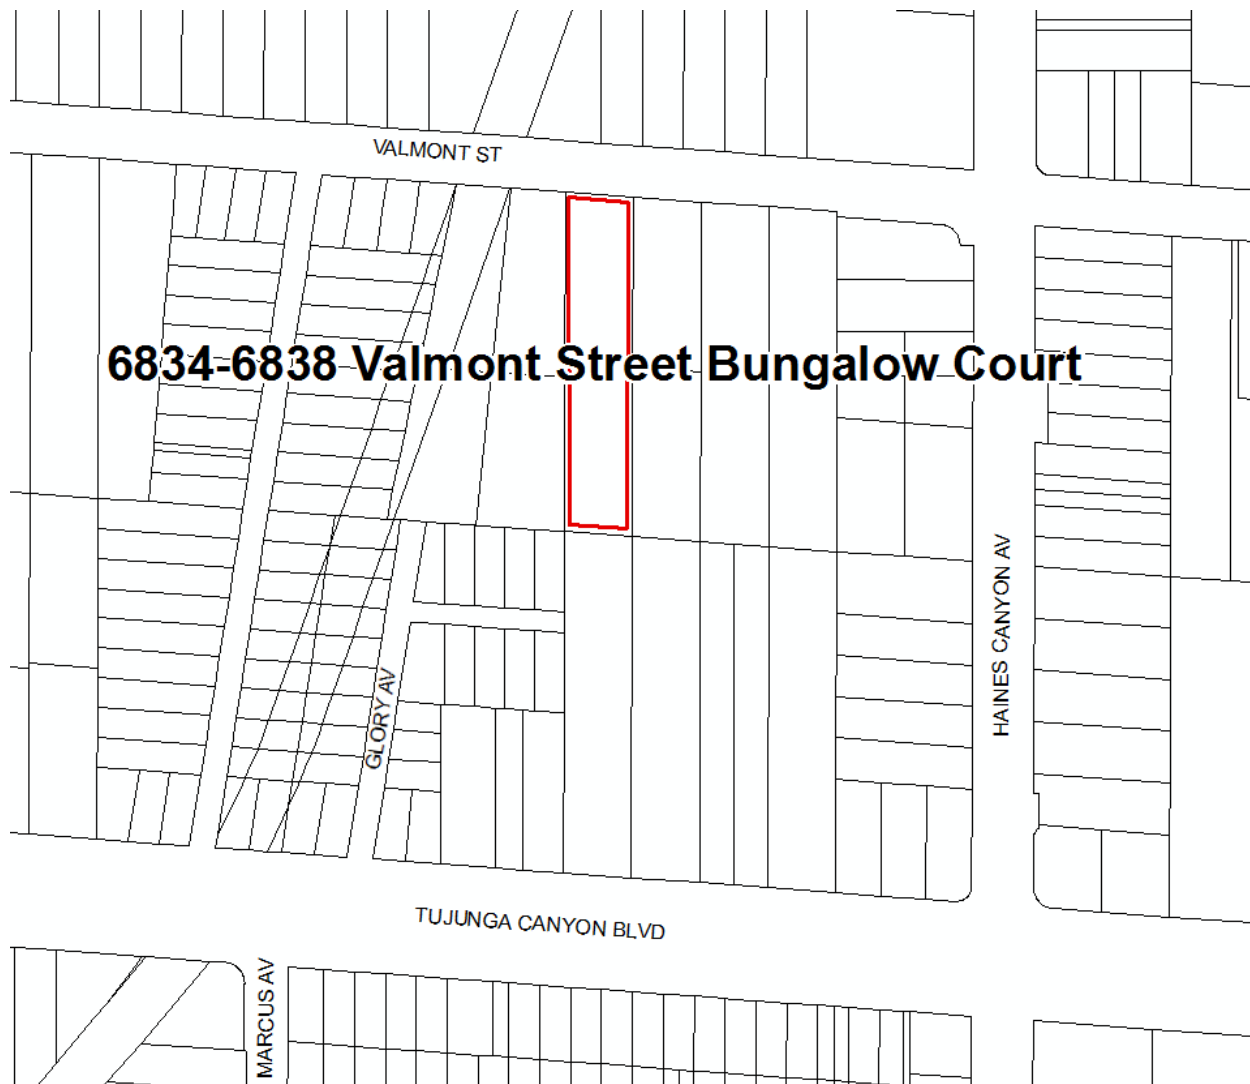 VALMONT ST
6834-6838 Valmont Street Bungalow Court
HAINES CANYON AV
GLORY AV
TUJUNGA CANYON BLVD
MARCUS AV